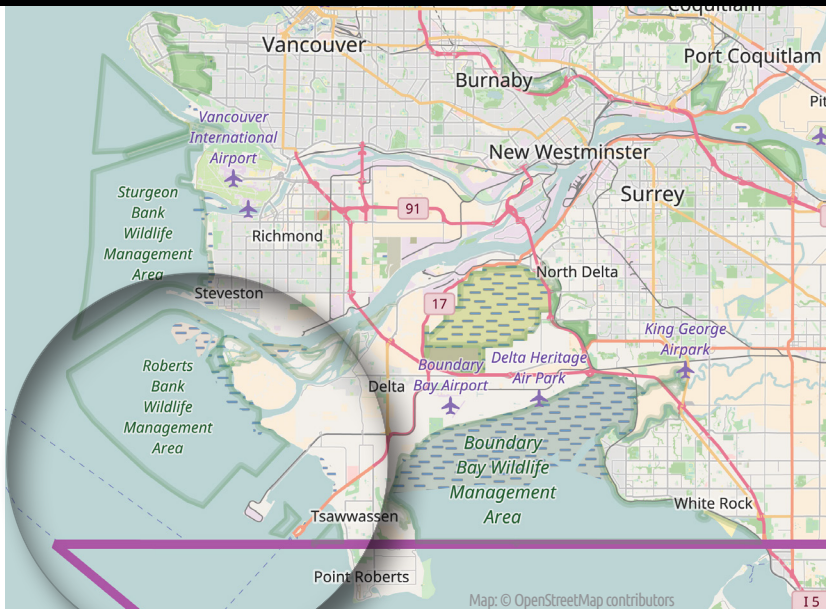 Coquitlam
Vancouver
Port Coquitlam
Burnaby
Pit
Vancouver
International
Airport
New Westminster
Sturgeon
Bank
Wildlife
Management
Area
Surrey
91
Richmond
North Delta
Steveston
17
King George
Airpark
Roberts
Bank
Wildlife
Management
Area
Delta
Boundary
Bay Airport
Delta Heritage
Air Park
Boundary
Bay Wildlife
Management
Area
White Rock
Tsawwassen
Point Roberts
Map: © OpenStreetMap contributors
I 5